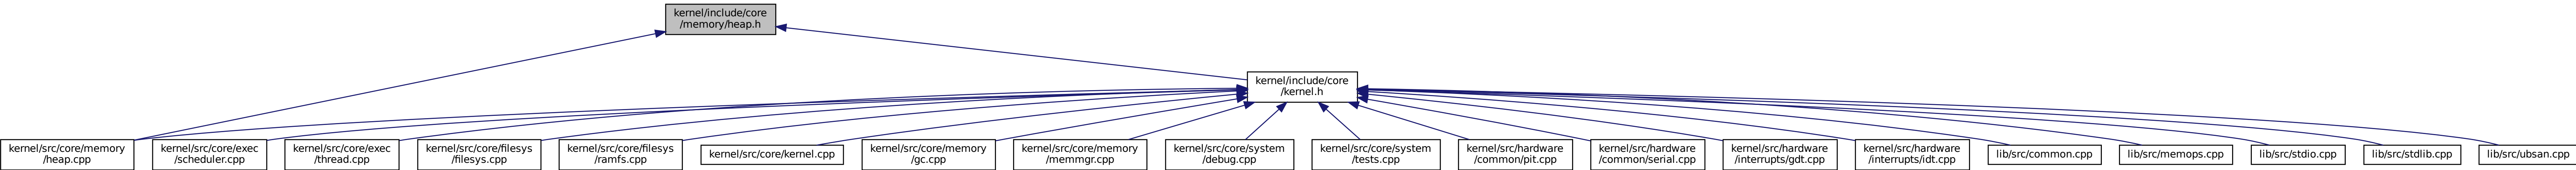 kernel/include/core
/memory/heap.h
kernel/include/core
/kernel.h
kernel/src/core/memory
/heap.cpp
kernel/src/core/exec
/scheduler.cpp
kernel/src/core/exec
/thread.cpp
kernel/src/core/filesys
/filesys.cpp
kernel/src/core/filesys
/ramfs.cpp
kernel/src/core/kernel.cpp
kernel/src/core/memory
/gc.cpp
kernel/src/core/memory
/memmgr.cpp
kernel/src/core/system
/debug.cpp
kernel/src/core/system
/tests.cpp
kernel/src/hardware
/common/pit.cpp
kernel/src/hardware
/common/serial.cpp
kernel/src/hardware
/interrupts/gdt.cpp
kernel/src/hardware
/interrupts/idt.cpp
lib/src/common.cpp
lib/src/memops.cpp
lib/src/stdio.cpp
lib/src/stdlib.cpp
lib/src/ubsan.cpp